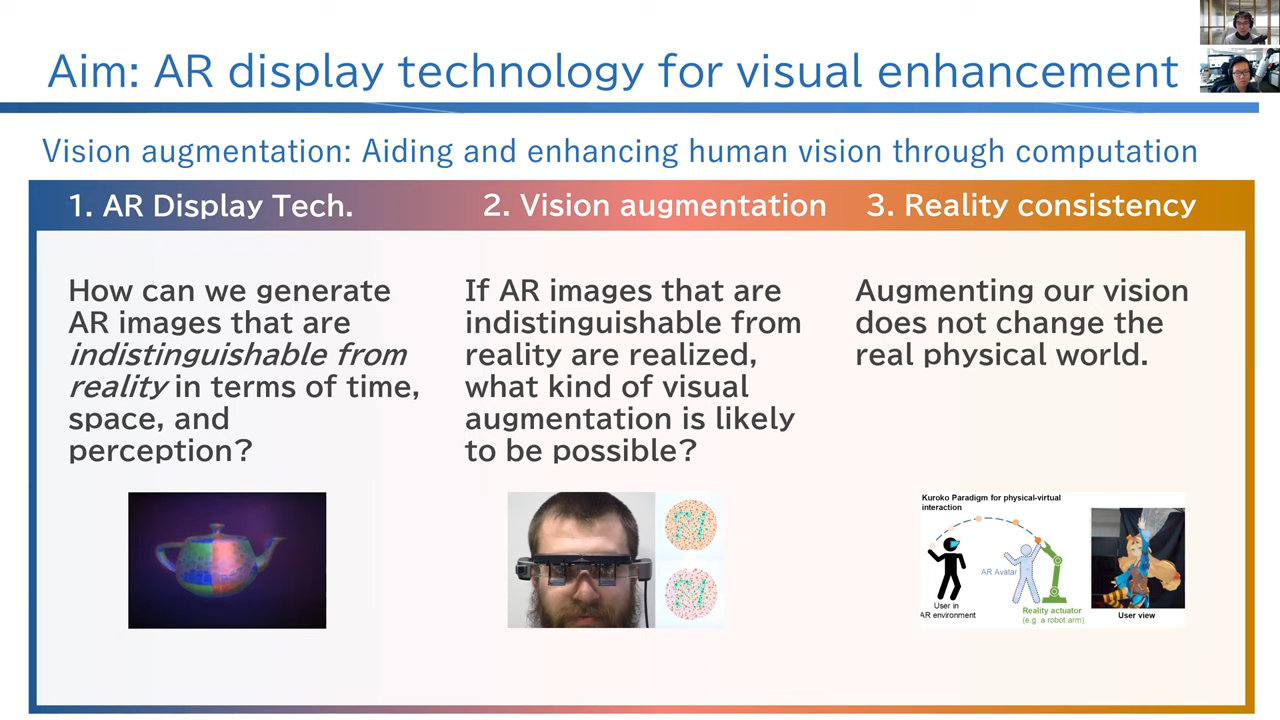 Aim: AR display technology for visual enhancement
Vision augmentation: Aiding and enhancing human vision through computation
1. AR Display Tech.
2. Vision augmentation
3. Reality consistency
How can we generate
AR images that are
indistinguishable from
reality in terms of time,
space, and
perception?
If AR images that are
indistinguishable from
reality are realized,
what kind of visual
augmentation is likely
to be possible?
Augmenting our vision
does not change the
real physical world.
Kuroko Paradigm for physical-virtual
interaction
AR Avatar
User in
AR environment
Reality actuator
(e.g. a robot arm)
User view